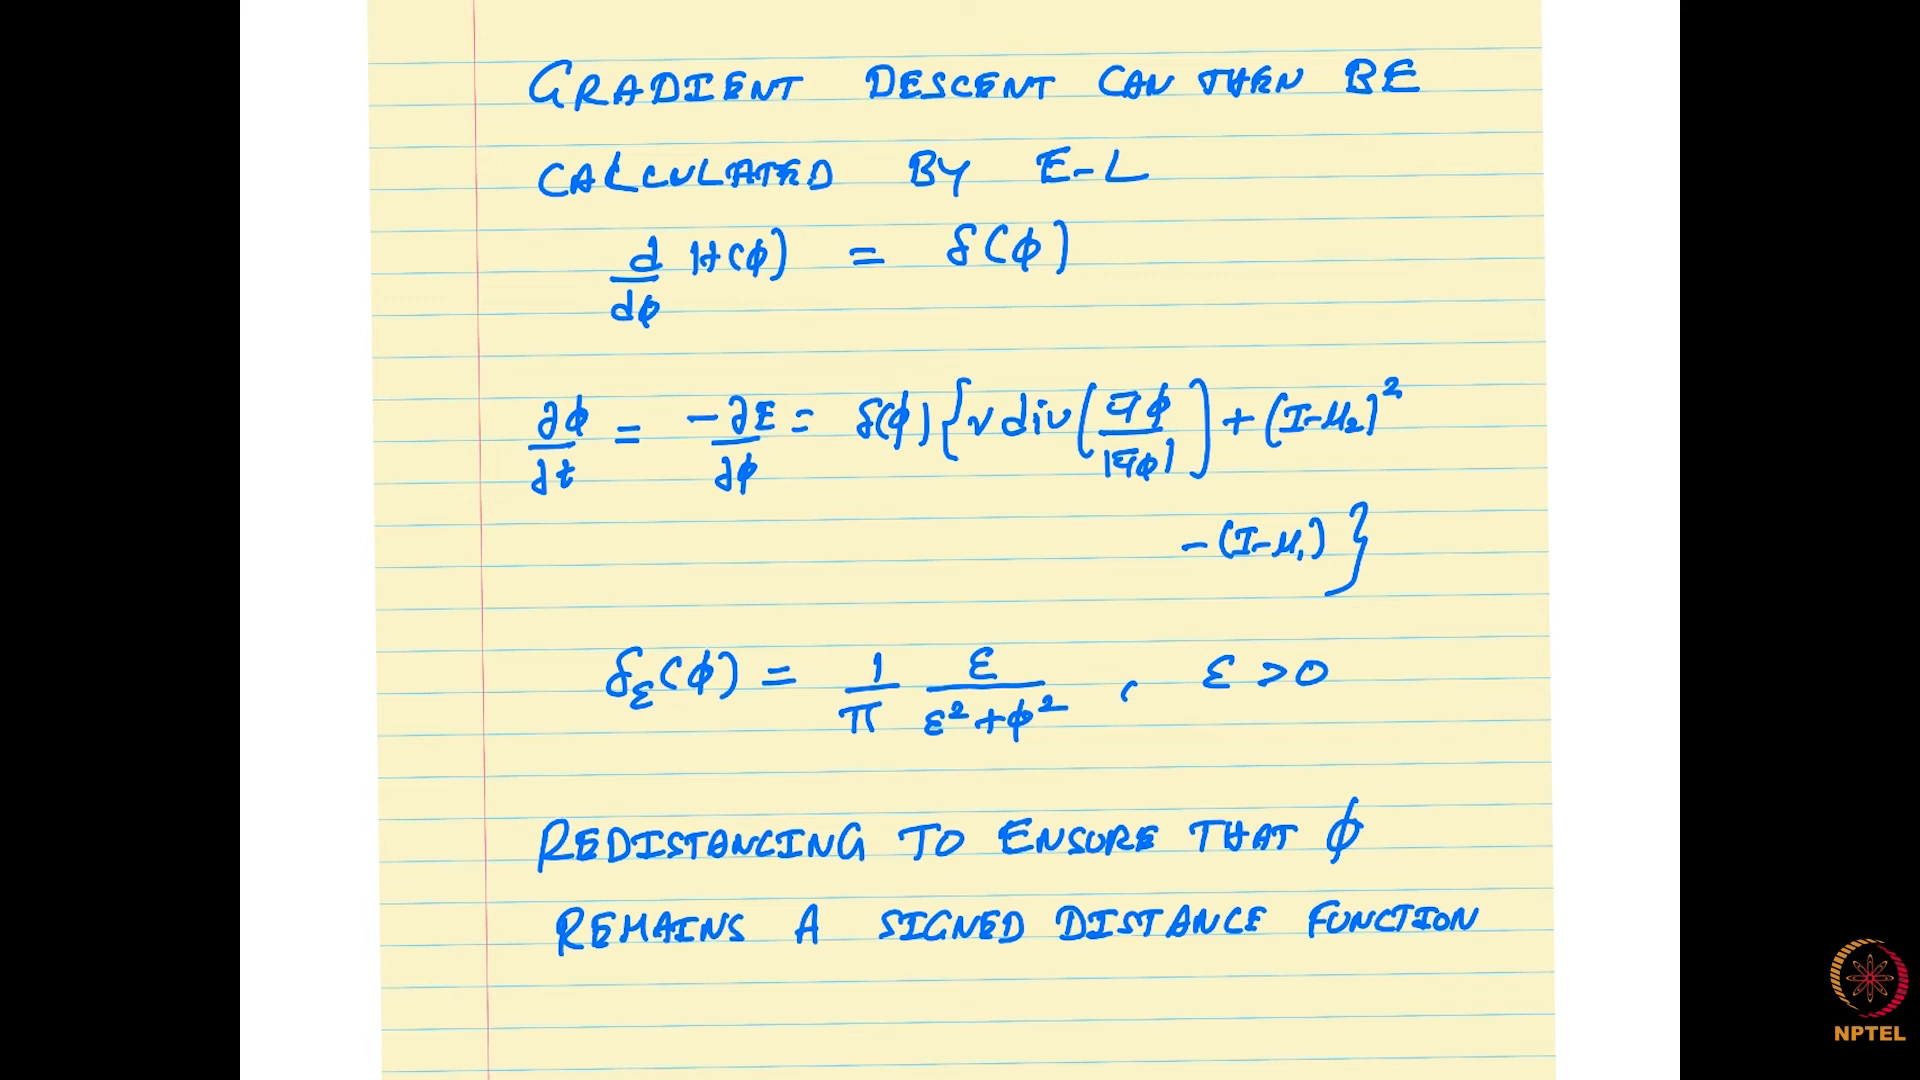 GRADIENT DESCENT CAN THEN BE
CALCULATED BY E-L
d/dφ H(φ) = δ(φ)
∂φ/∂t = -∂E/∂φ = δ(φ){ν div(∇φ/|∇φ|) + (I-μ₂)²
-(I-μ₁)}
δ_ε(φ) = 1/π ε/(ε²+φ²), ε>0
REDISTANCING TO ENSURE THAT φ
REMAINS A SIGNED DISTANCE FUNCTION
NPTEL